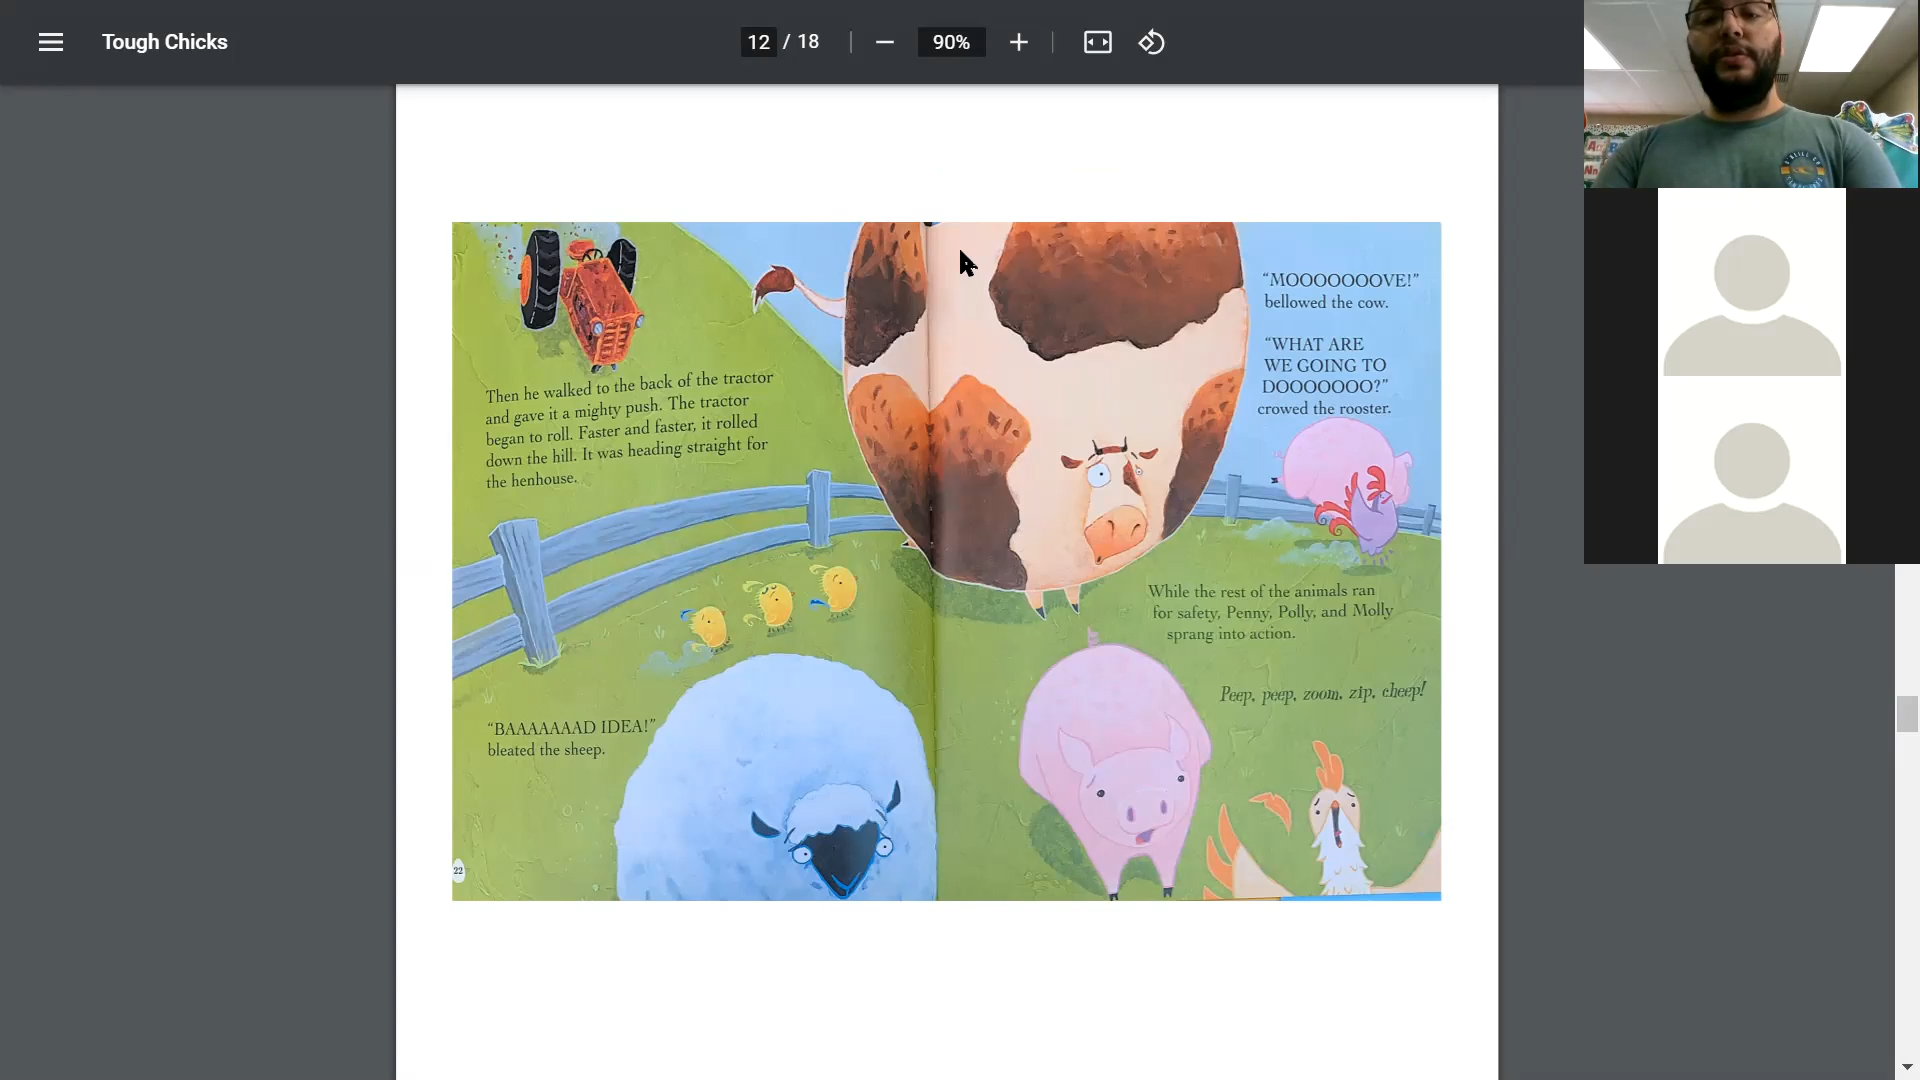 Tough Chicks
12 / 18
90%
Then he walked to the back of the tractor
and gave it a mighty push. The tractor
began to roll. Faster and faster, it rolled
down the hill. It was heading straight for
the henhouse.
“BAAAAAAD IDEA!”
bleated the sheep.
22
“MOOOOOOOVE!”
bellowed the cow.
“WHAT ARE
WE GOING TO
DOOOOOOO?”
crowed the rooster.
While the rest of the animals ran
for safety, Penny, Polly, and Molly
sprang into action.
Peep, peep, zoom, zip, cheep!